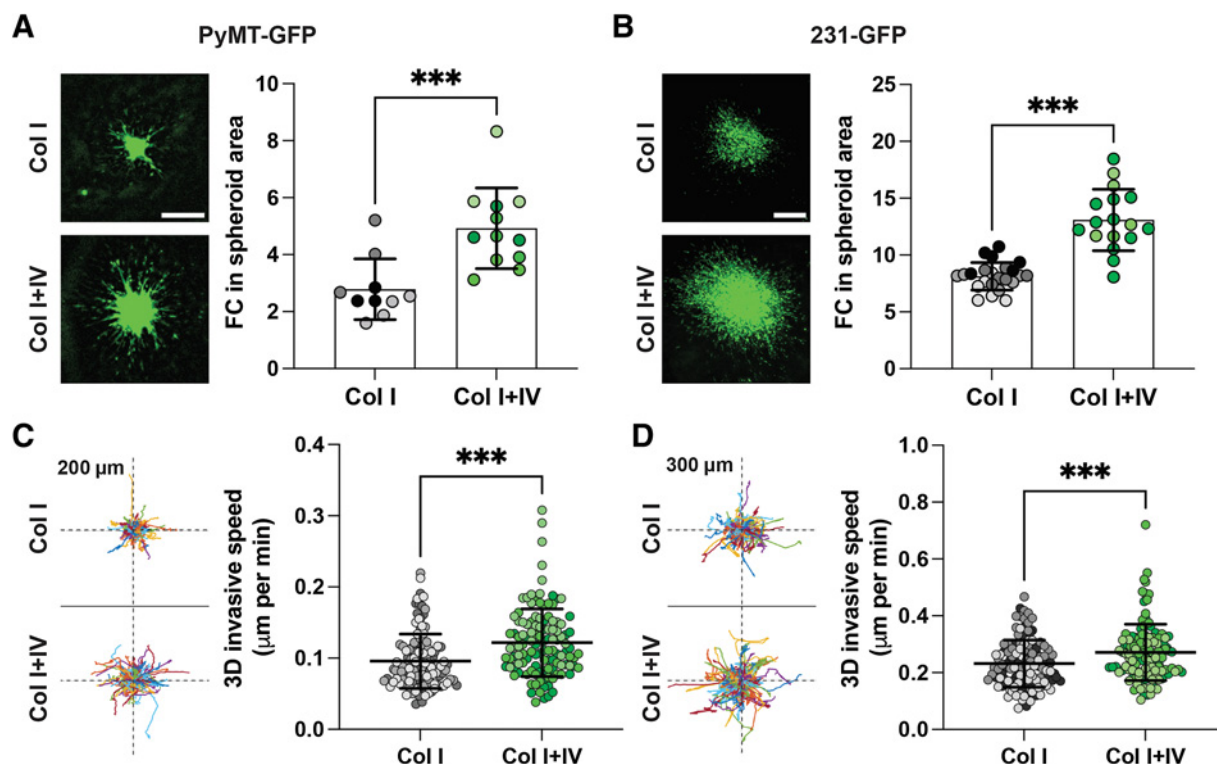 A
PyMT-GFP
Col I
Col I+IV
FC in spheroid area
10
8
6
4
2
0
***
Col I
Col I+IV
B
231-GFP
Col I
Col I+IV
FC in spheroid area
25
20
15
10
5
0
***
Col I
Col I+IV
C
200 µm
Col I
Col I+IV
3D invasive speed
(µm per min)
0.4
0.3
0.2
0.1
0.0
***
Col I
Col I+IV
D
300 µm
Col I
Col I+IV
3D invasive speed
(µm per min)
1.0
0.8
0.6
0.4
0.2
0.0
***
Col I
Col I+IV